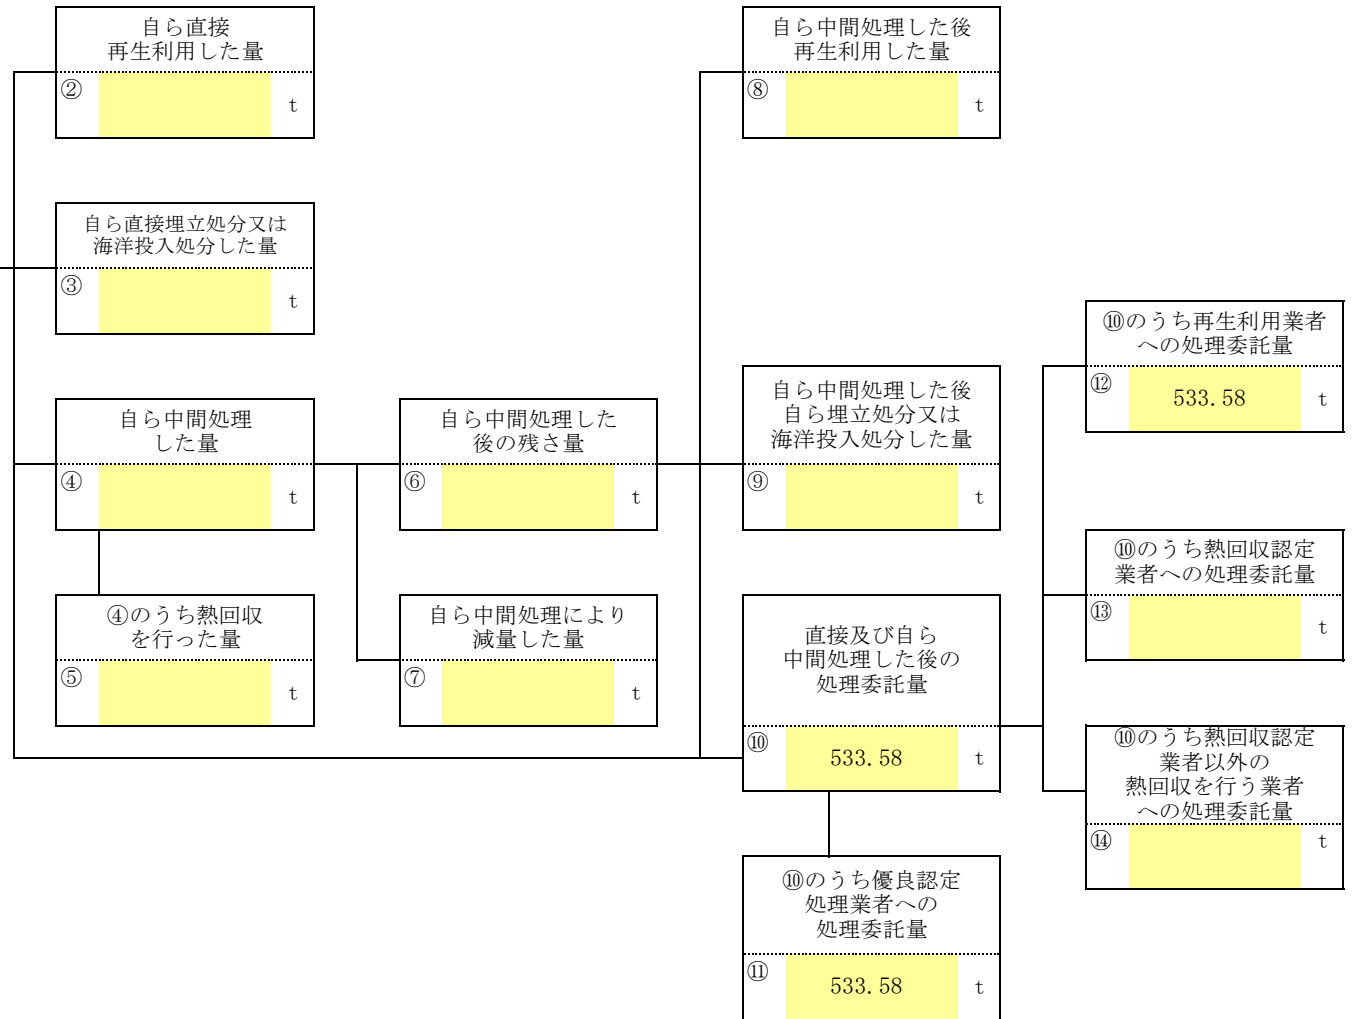 自ら直接
再生利用した量
②
t
自ら中間処理した後
再生利用した量
⑧
t
自ら直接埋立処分又は
海洋投入処分した量
③
t
⑩のうち再生利用業者
への処理委託量
⑫
533.58 t
自ら中間処理
した量
④
t
自ら中間処理した
後の残さ量
⑥
t
自ら中間処理した後
自ら埋立処分又は
海洋投入処分した量
⑨
t
⑩のうち熱回収認定
業者への処理委託量
⑬
t
④のうち熱回収
を行った量
⑤
t
自ら中間処理により
減量した量
⑦
t
直接及び自ら
中間処理した後の
処理委託量
⑩
533.58 t
⑩のうち熱回収認定
業者以外の
熱回収を行う業者
への処理委託量
⑭
t
⑩のうち優良認定
処理業者への
処理委託量
⑪
533.58 t